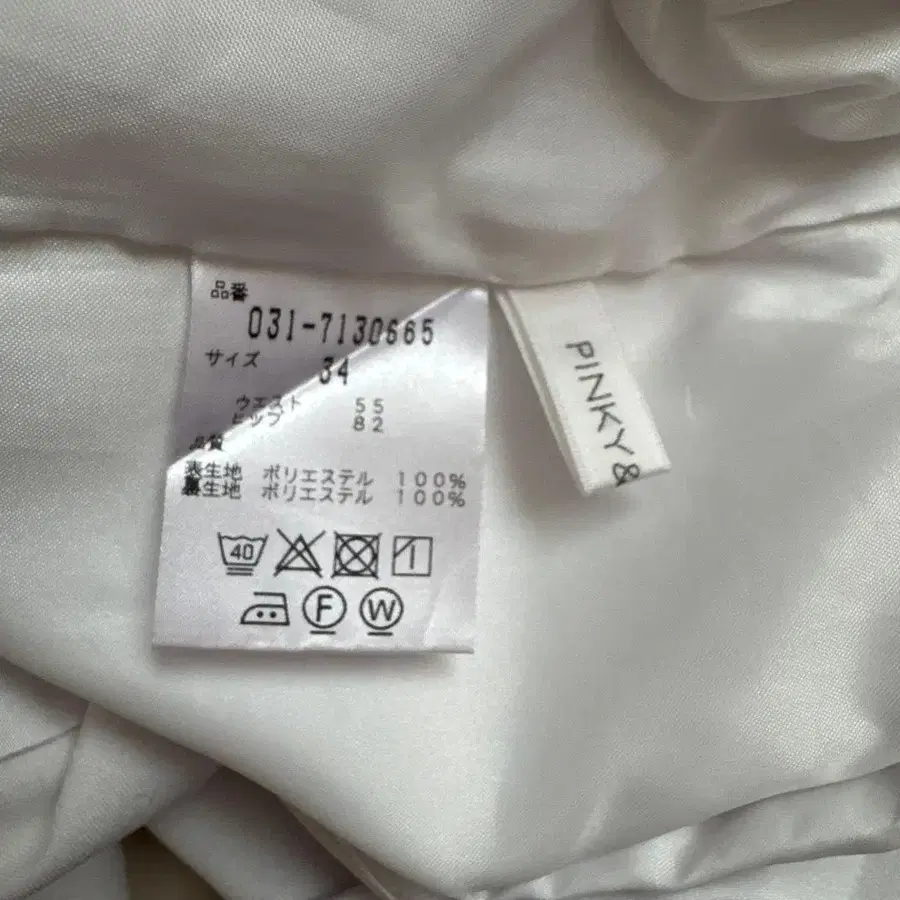 品番
031-7130665
サイズ
34
ウエスト 55
ヒップ 82
品質
表生地 ポリエステル 100%
裏生地 ポリエステル 100%
40
F W
PINKY&